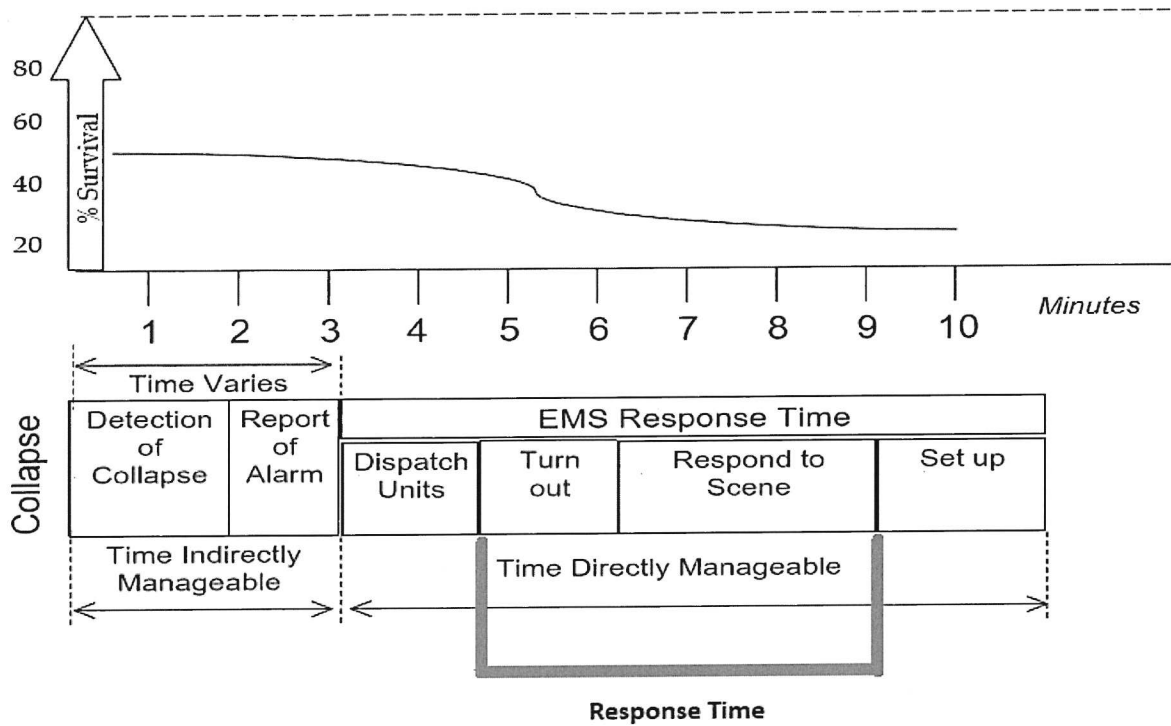 80
60
40
20
% Survival
1 2 3 4 5 6 7 8 9 10 Minutes
Time Varies
Collapse
Detection
of
Collapse
Report
of
Alarm
EMS Response Time
Dispatch
Units
Turn
out
Respond to
Scene
Set up
Time Indirectly
Manageable
Time Directly Manageable
Response Time